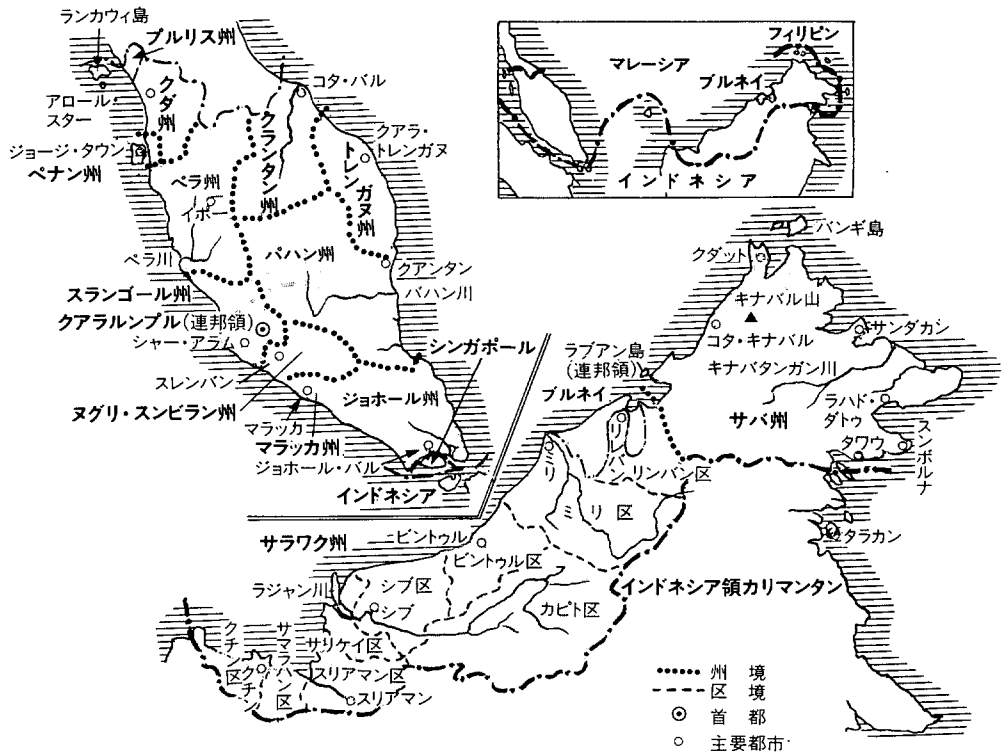 ランカウィ島
ブルリス州
クダ州
アロール・
スター
ジョージ・タウン
ペナン州
コタ・バル
クランタン州
クアラ・
トレンガヌ
トレンガヌ州
ペラ州
イポー
ペラ川
パハン州
クアンタン
パハン川
スランゴール州
クアラルンプル(連邦領)
シャー・アラム
スレンバン
ヌグリ・スンビラン州
マラッカ
マラッカ州
ジョホール州
ジョホール・バル
シンガポール
インドネシア
フィリピン
マレーシア
ブルネイ
インドネシア
バンギ島
クダット
キナバル山
コタ・キナバル
サンダカン
キナバタンガン川
ラブアン島
(連邦領)
ブルネイ
サバ州
ラハド・
ダトゥ
タワウ
スンポルナ
リンバン
リンバン区
ミリ
ミリ区
タラカン
サラワク州
ビントゥル
ビントゥル区
インドネシア領カリマンタン
ラジャン川
シブ区
シブ
カピト区
クチン区
クチン
サマラハン区
サリケイ区
スリアマン区
スリアマン
州境
区境
首都
主要都市